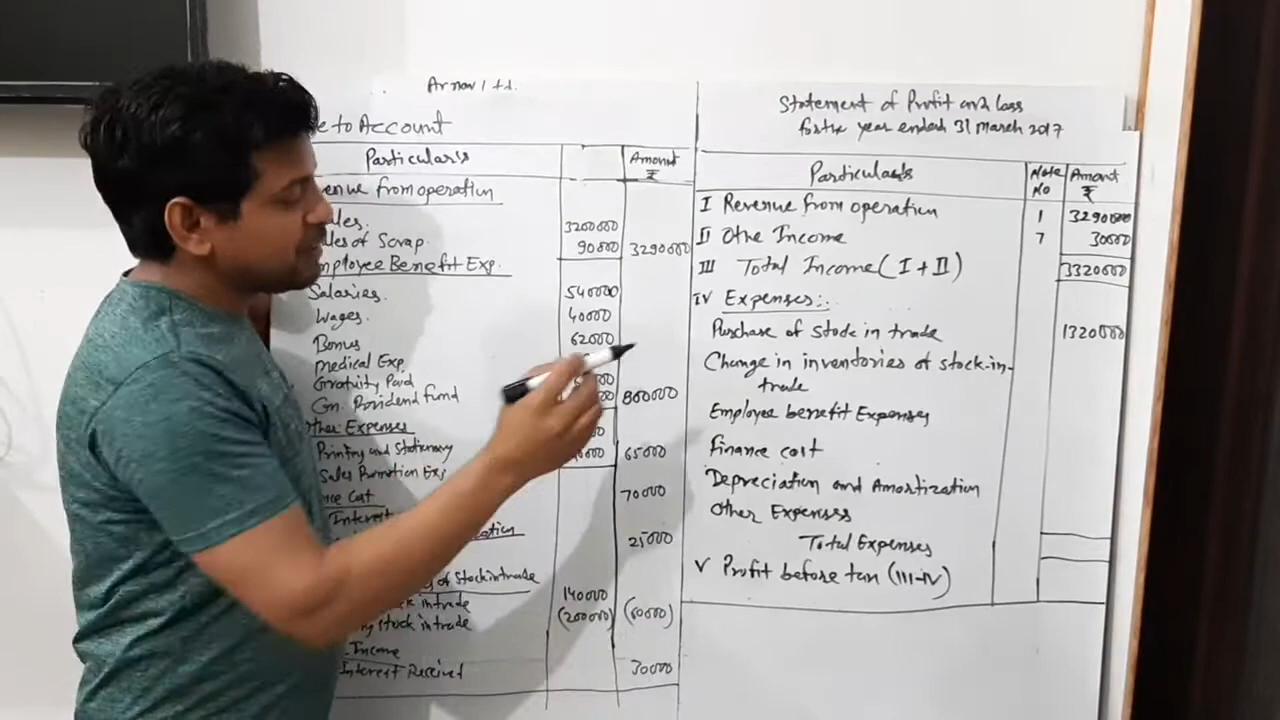 Arnav Ltd.
e to Account
Particulars
Amount
₹
enue from operation
ales.
3200000
les of Scrap.
90000
3290000
mployee Benefit Exp.
Salaries.
540000
Wages.
40000
Bonus
62000
Medical Exp.
Gratuity Paid
Cn. Providend fund
800000
ther Expenses
Printing and Stationary
65000
Sales Promotion Exp
nce Cost
70000
Interest
25000
of Stock in trade
140000
ck in trade
(200000)
(60000)
stock in trade
Income
Interest Received
30000
Statement of Profit and loss
for the year ended 31 March 2017
Particulars
Note
No
Amount
₹
I Revenue from operation
1
3290000
II Othe Income
7
30000
III Total Income (I + II)
3320000
IV Expenses:
Purchase of stock in trade
1320000
Change in inventories of stock-in-
trade
Employee benefit Expenses
Finance cost
Depreciation and Amortization
Other Expenses
Total Expenses
V Profit before tax (III-IV)